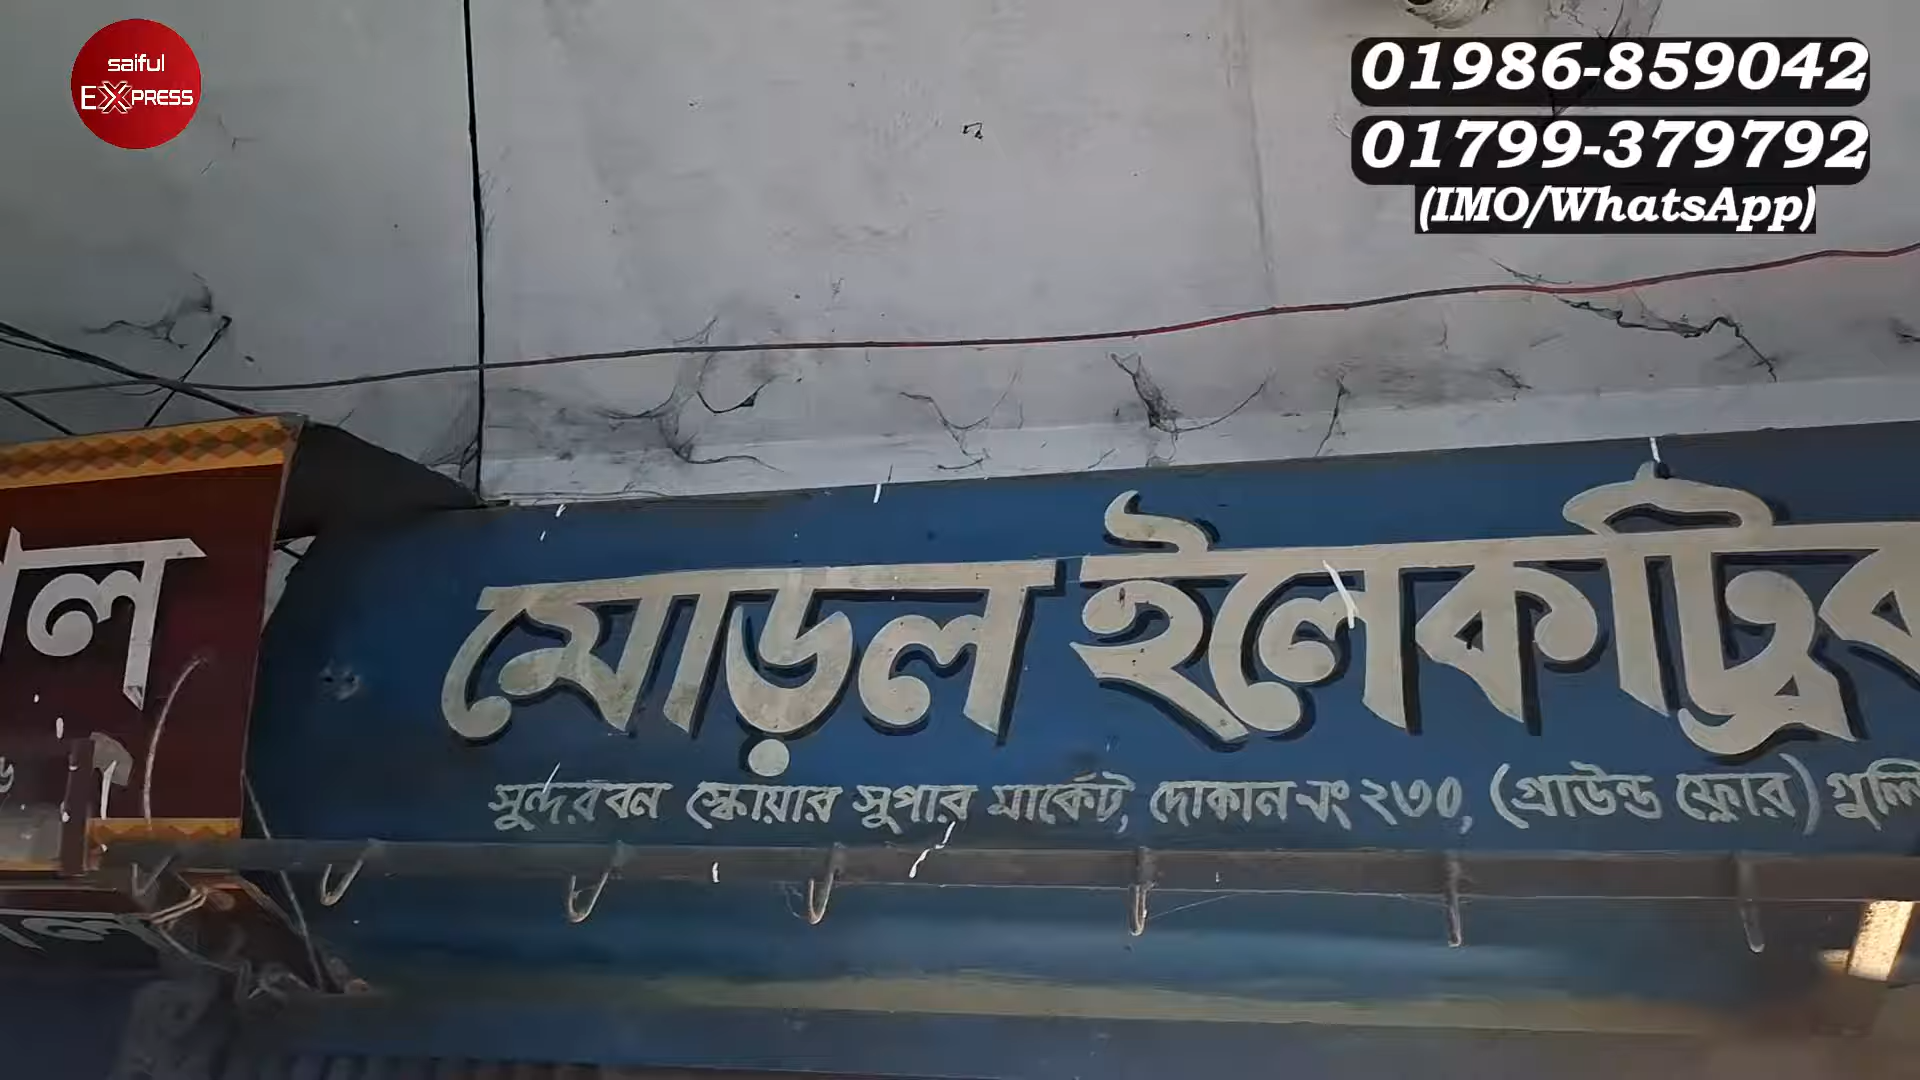 saiful
EXPRESS
01986-859042
01799-379792
(IMO/WhatsApp)
মোড়ল ইলেকট্রিক
সুন্দরবন স্কোয়ার সুপার মার্কেট, দোকান নং ২৩০, (গ্রাউন্ড ফ্লোর) গুলি